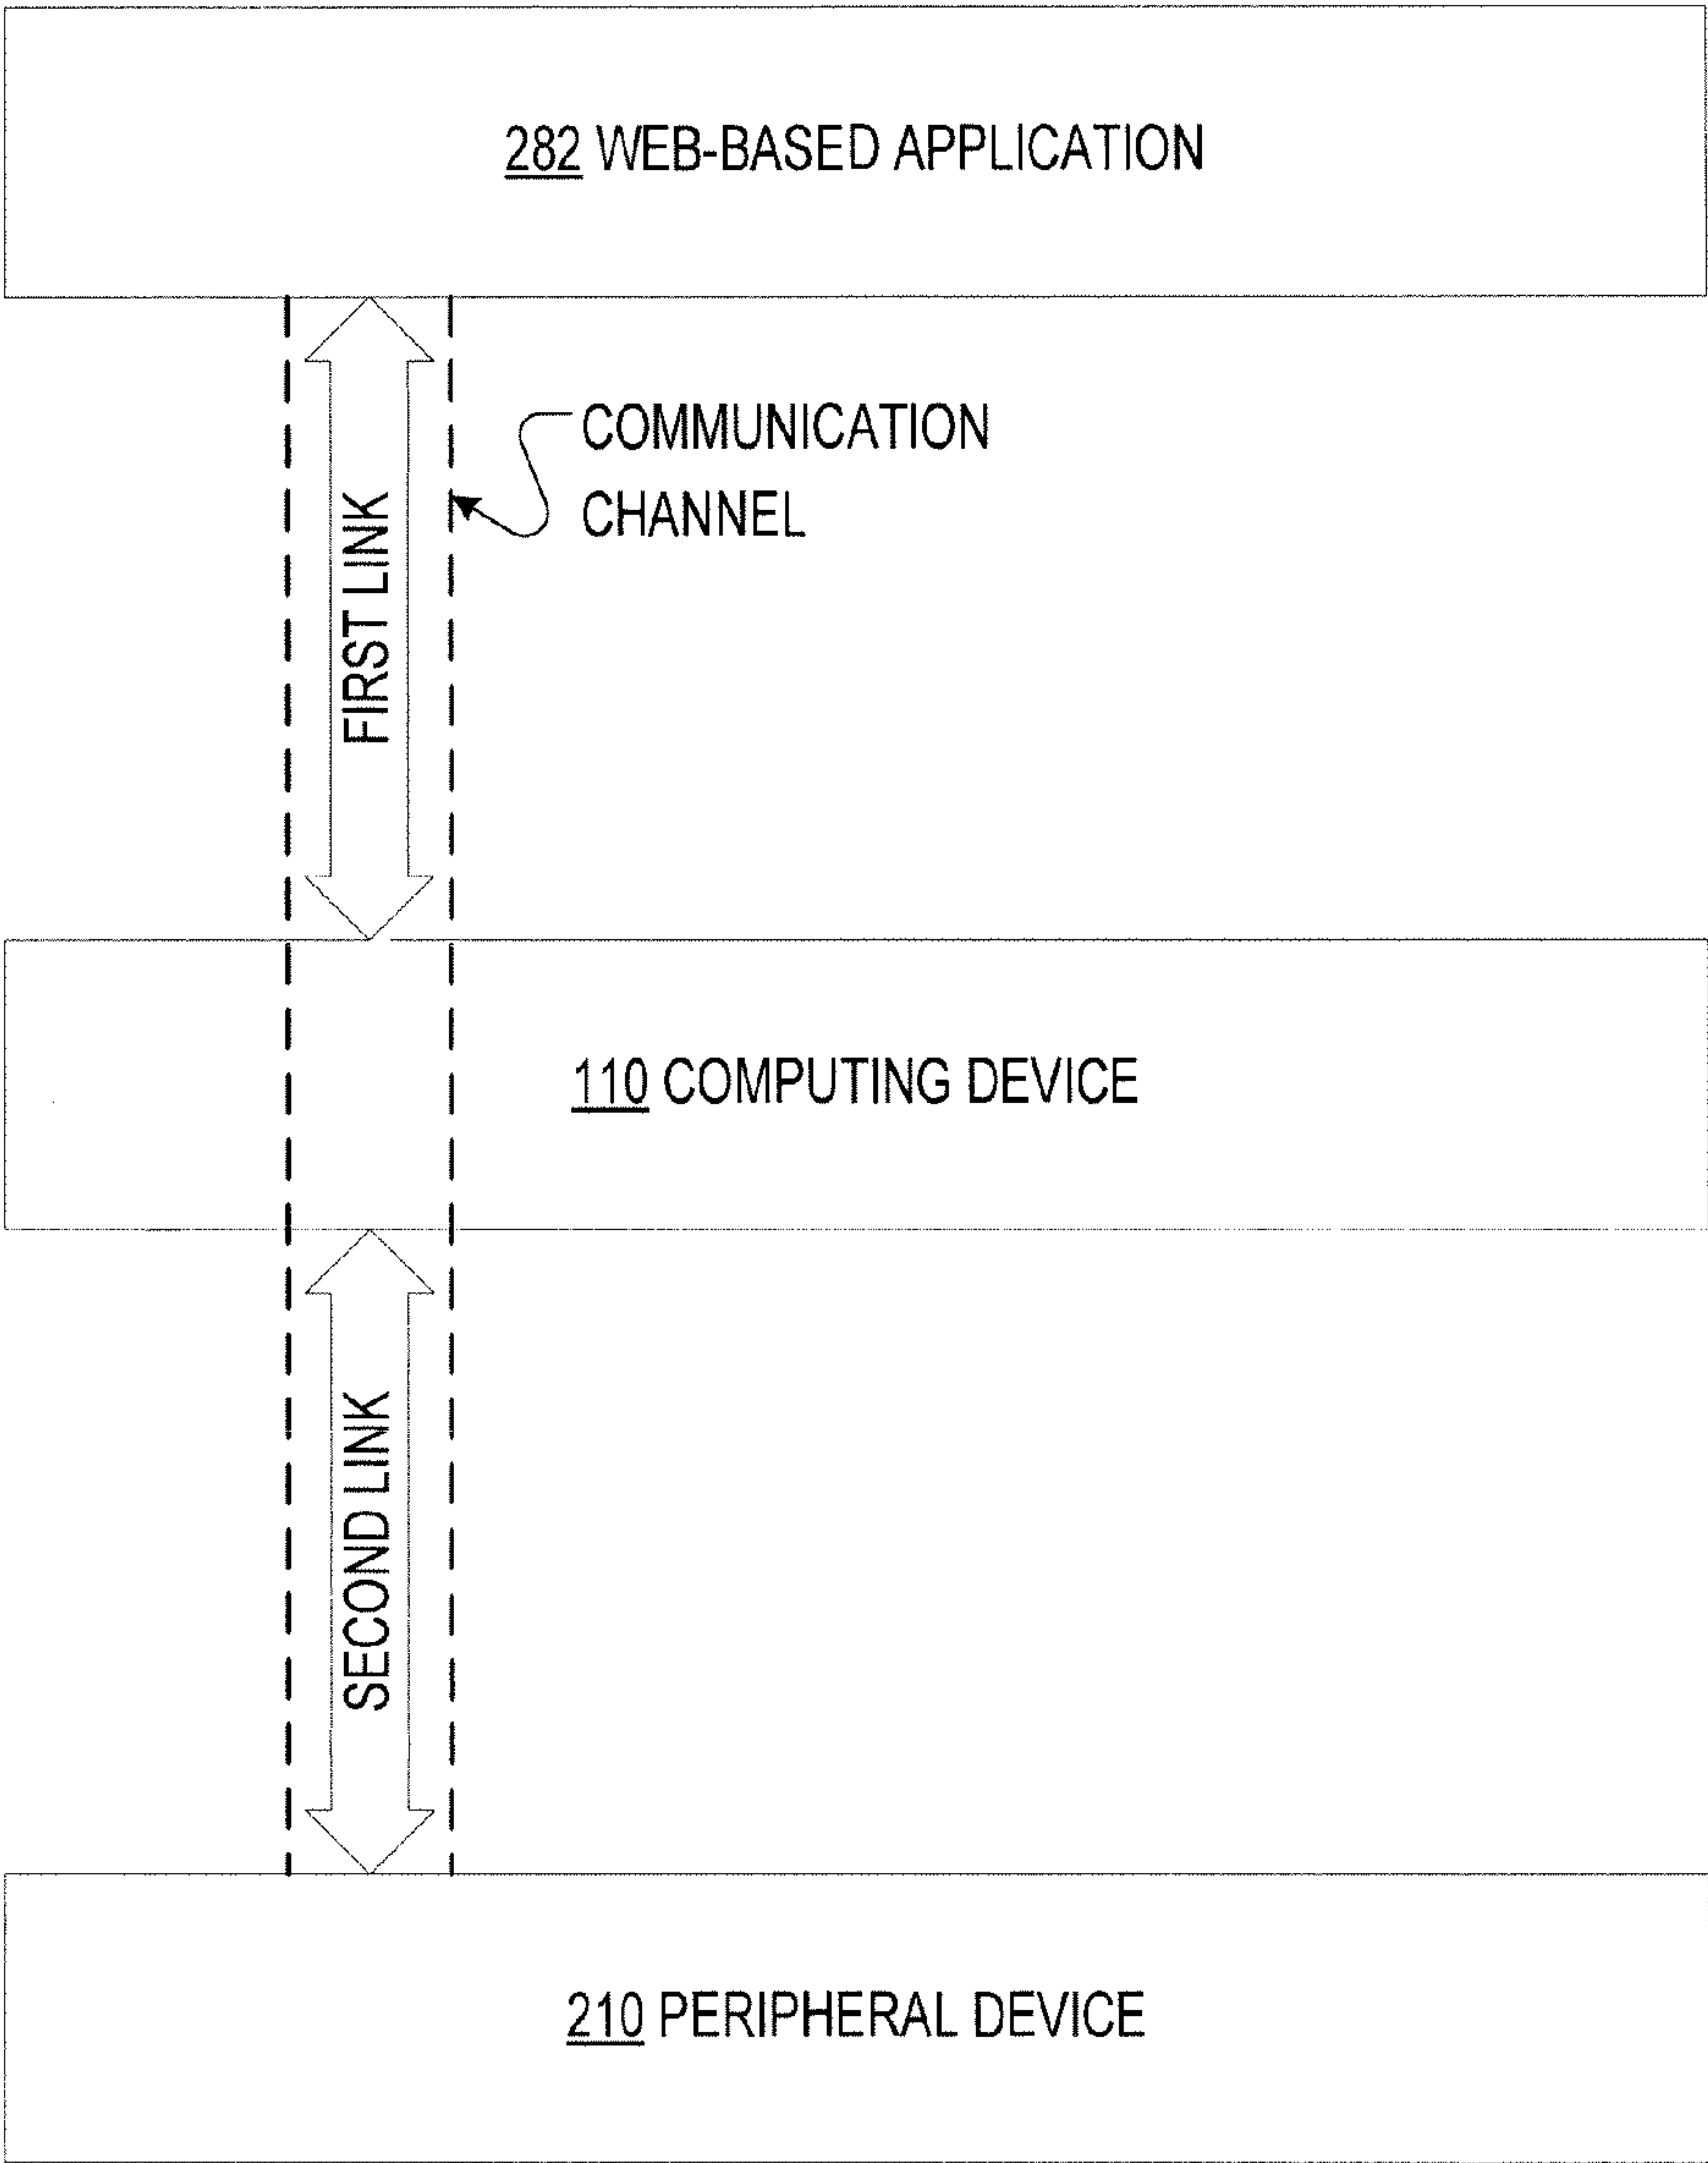 282 WEB-BASED APPLICATION
COMMUNICATION
CHANNEL
FIRST LINK
110 COMPUTING DEVICE
SECOND LINK
210 PERIPHERAL DEVICE